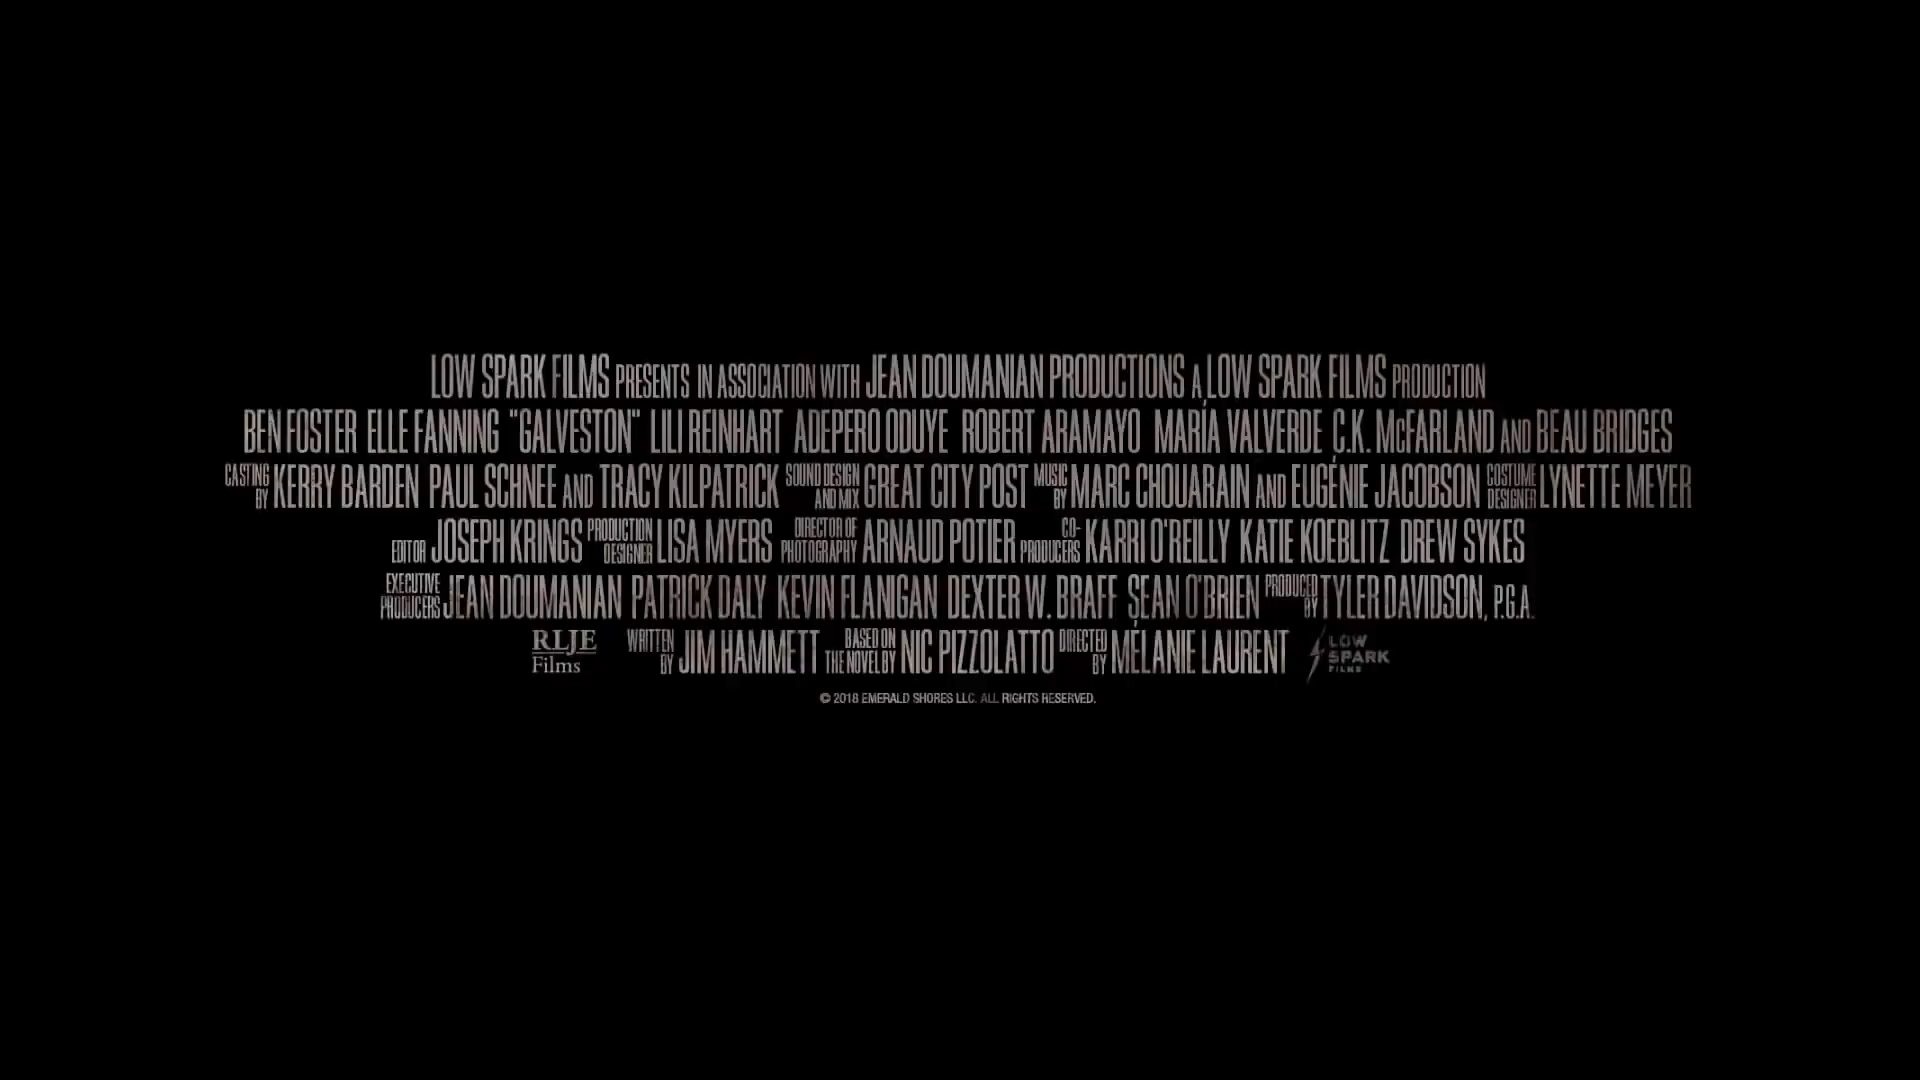 LOW SPARK FILMS PRESENTS IN ASSOCIATION WITH JEAN DOUMANIAN PRODUCTIONS A LOW SPARK FILMS PRODUCTION
BEN FOSTER ELLE FANNING "GALVESTON" LILI REINHART ADEPERO ODUYE ROBERT ARAMAYO MARÍA VALVERDE C.K. McFARLAND AND BEAU BRIDGES
CASTING BY KERRY BARDEN PAUL SCHNEE AND TRACY KILPATRICK SOUND DESIGN AND MIX GREAT CITY POST MUSIC BY MARC CHOUARAIN AND EUGÉNIE JACOBSON COSTUME DESIGNER LYNETTE MEYER
EDITOR JOSEPH KRINGS PRODUCTION DESIGNER LISA MYERS DIRECTOR OF PHOTOGRAPHY ARNAUD POTIER CO-PRODUCERS KARRI O'REILLY KATIE KOEBLITZ DREW SYKES
EXECUTIVE PRODUCERS JEAN DOUMANIAN PATRICK DALY KEVIN FLANIGAN DEXTER W. BRAFF SEAN O'BRIEN PRODUCED BY TYLER DAVIDSON, P.G.A.
RLJE Films WRITTEN BY JIM HAMMETT BASED ON THE NOVEL BY NIC PIZZOLATTO DIRECTED BY MÉLANIE LAURENT LOW SPARK FILMS
© 2018 EMERALD SHORES LLC. ALL RIGHTS RESERVED.